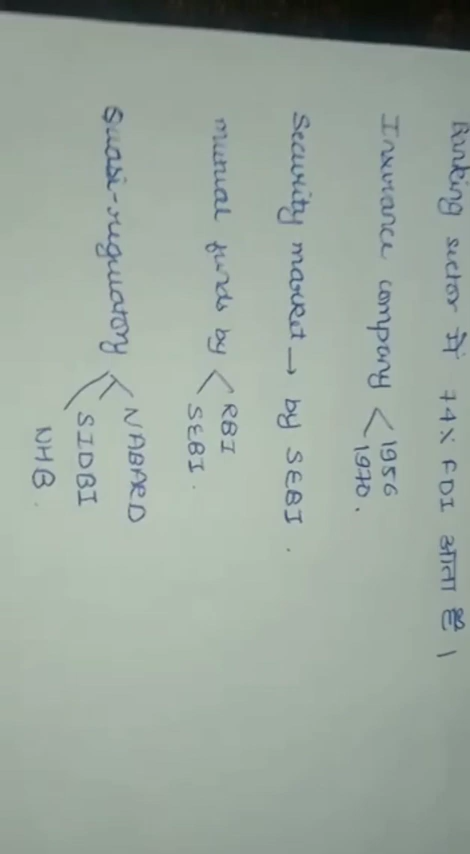 Banking sector में 74% FDI आता है।
Insurance company < 1956
1970.
Security market → by SEBI.
mutual funds by < RBI
SEBI.
Quasi-regulatory < NABARD
SIDBI
NHB.